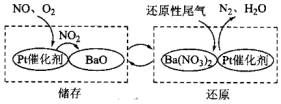 NO、O₂
NO₂
Pt催化剂
BaO
储存
还原性尾气
N₂、H₂O
Ba(NO₃)₂
Pt催化剂
还原